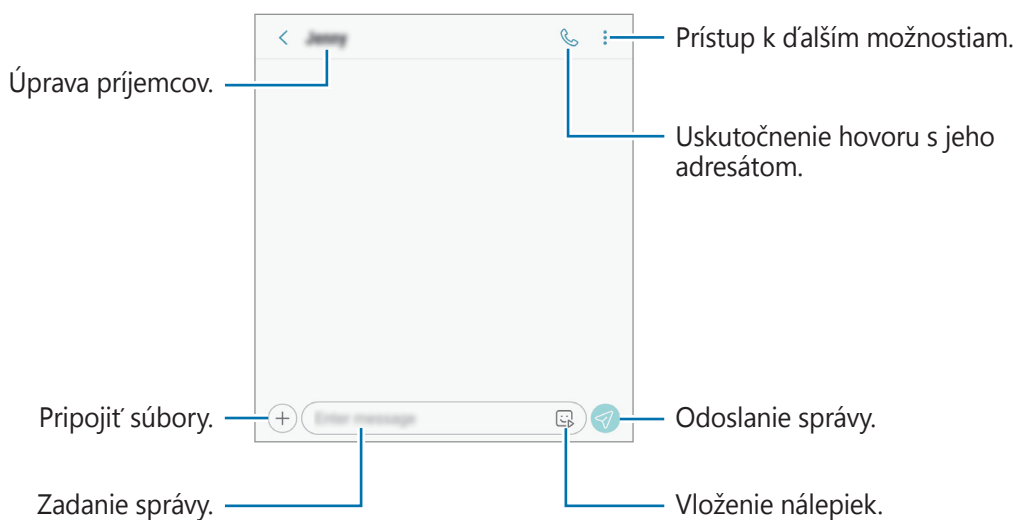 Jenny
Prístup k ďalším možnostiam.
Úprava príjemcov.
Uskutočnenie hovoru s jeho
adresátom.
Pripojiť súbory.
Enter message
Odoslanie správy.
Zadanie správy.
Vloženie nálepiek.